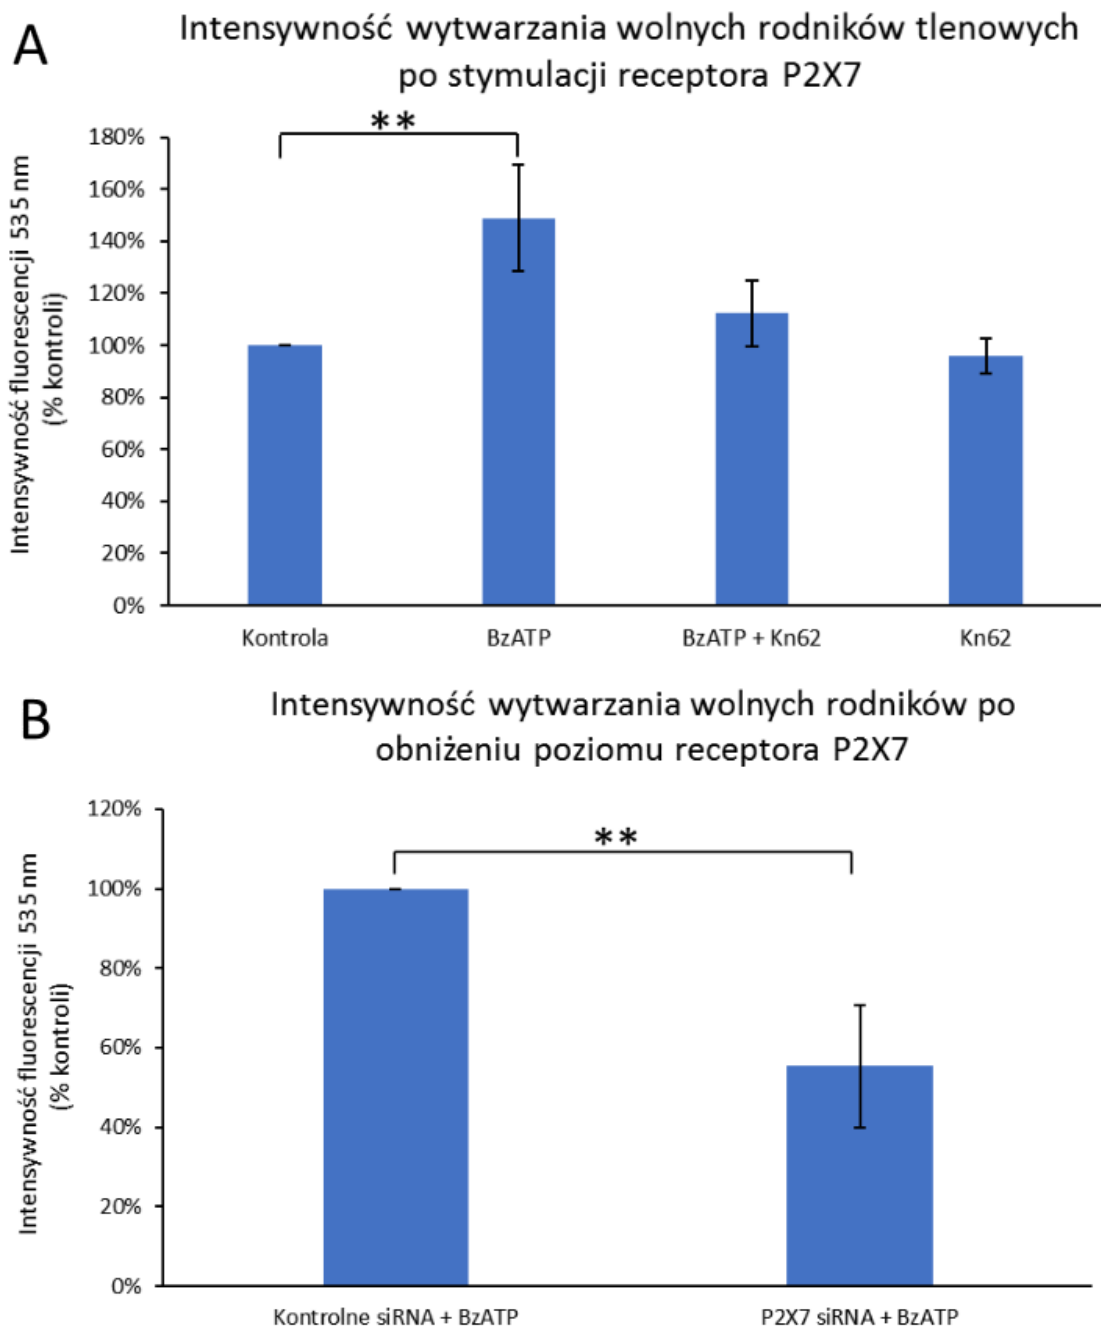 A
Intensywność wytwarzania wolnych rodników tlenowych
po stymulacji receptora P2X7
Intensywność fluorescencji 535 nm
(% kontroli)
**
180%
160%
140%
120%
100%
80%
60%
40%
20%
0%
Kontrola
BzATP
BzATP + Kn62
Kn62
B
Intensywność wytwarzania wolnych rodników po
obniżeniu poziomu receptora P2X7
Intensywność fluorescencji 535 nm
(% kontroli)
**
120%
100%
80%
60%
40%
20%
0%
Kontrolne siRNA + BzATP
P2X7 siRNA + BzATP